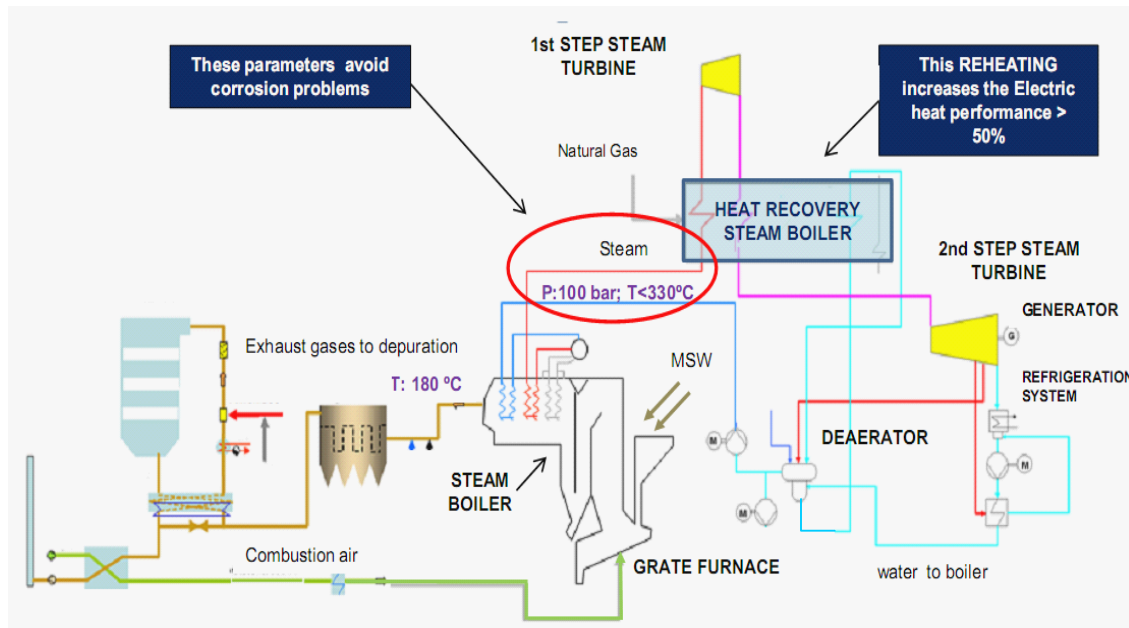 1st STEP STEAM
TURBINE
These parameters avoid
corrosion problems
This REHEATING
increases the Electric
heat performance >
50%
Natural Gas
HEAT RECOVERY
STEAM BOILER
Steam
P:100 bar; T<330ºC
2nd STEP STEAM
TURBINE
GENERATOR
G
Exhaust gases to depuration
T: 180 ºC
MSW
REFRIGERATION
SYSTEM
M
DEAERATOR
M
M
STEAM
BOILER
Combustion air
GRATE FURNACE
water to boiler